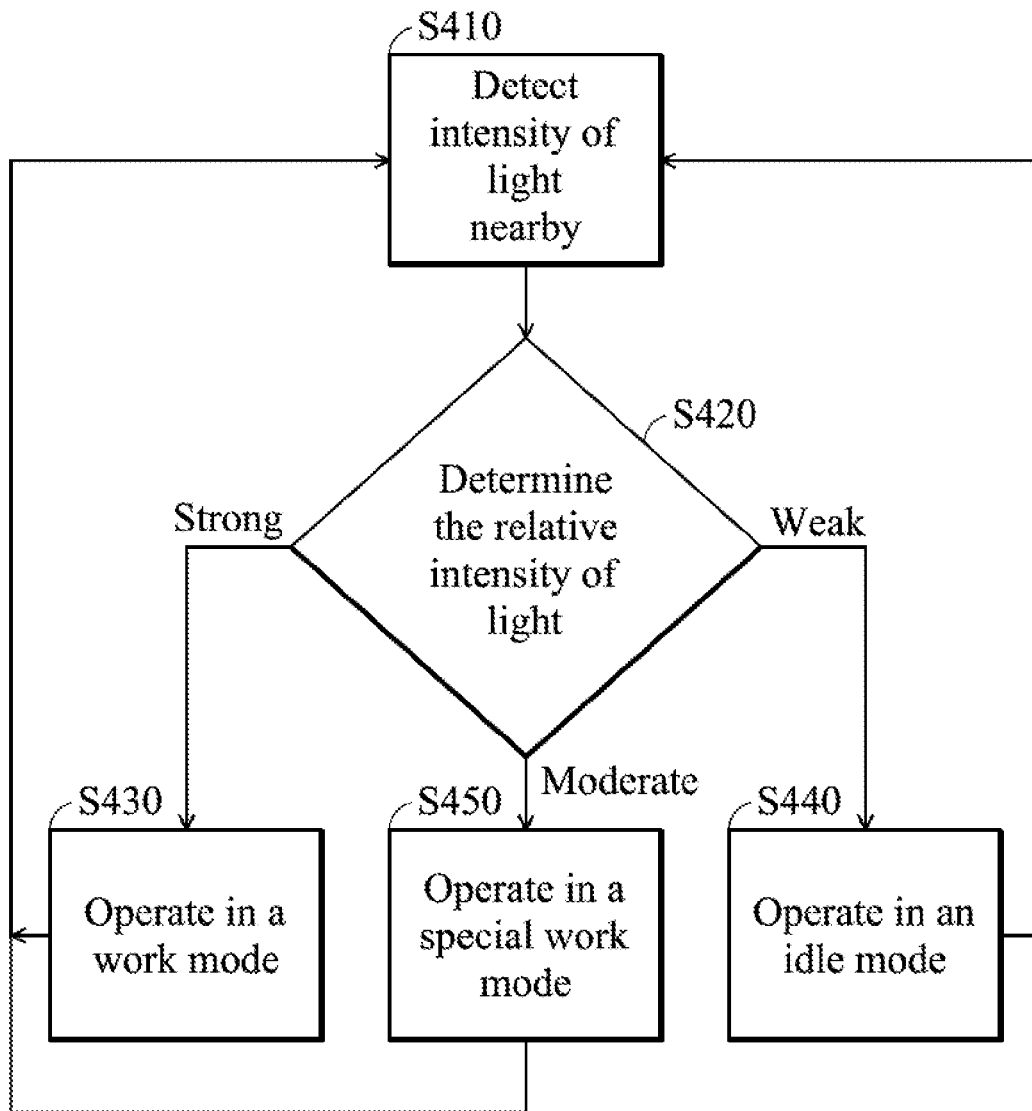 S410
Detect
intensity of
light
nearby
S420
Determine
the relative
intensity of
light
Strong
Weak
Moderate
S430
Operate in a
work mode
S450
Operate in a
special work
mode
S440
Operate in an
idle mode